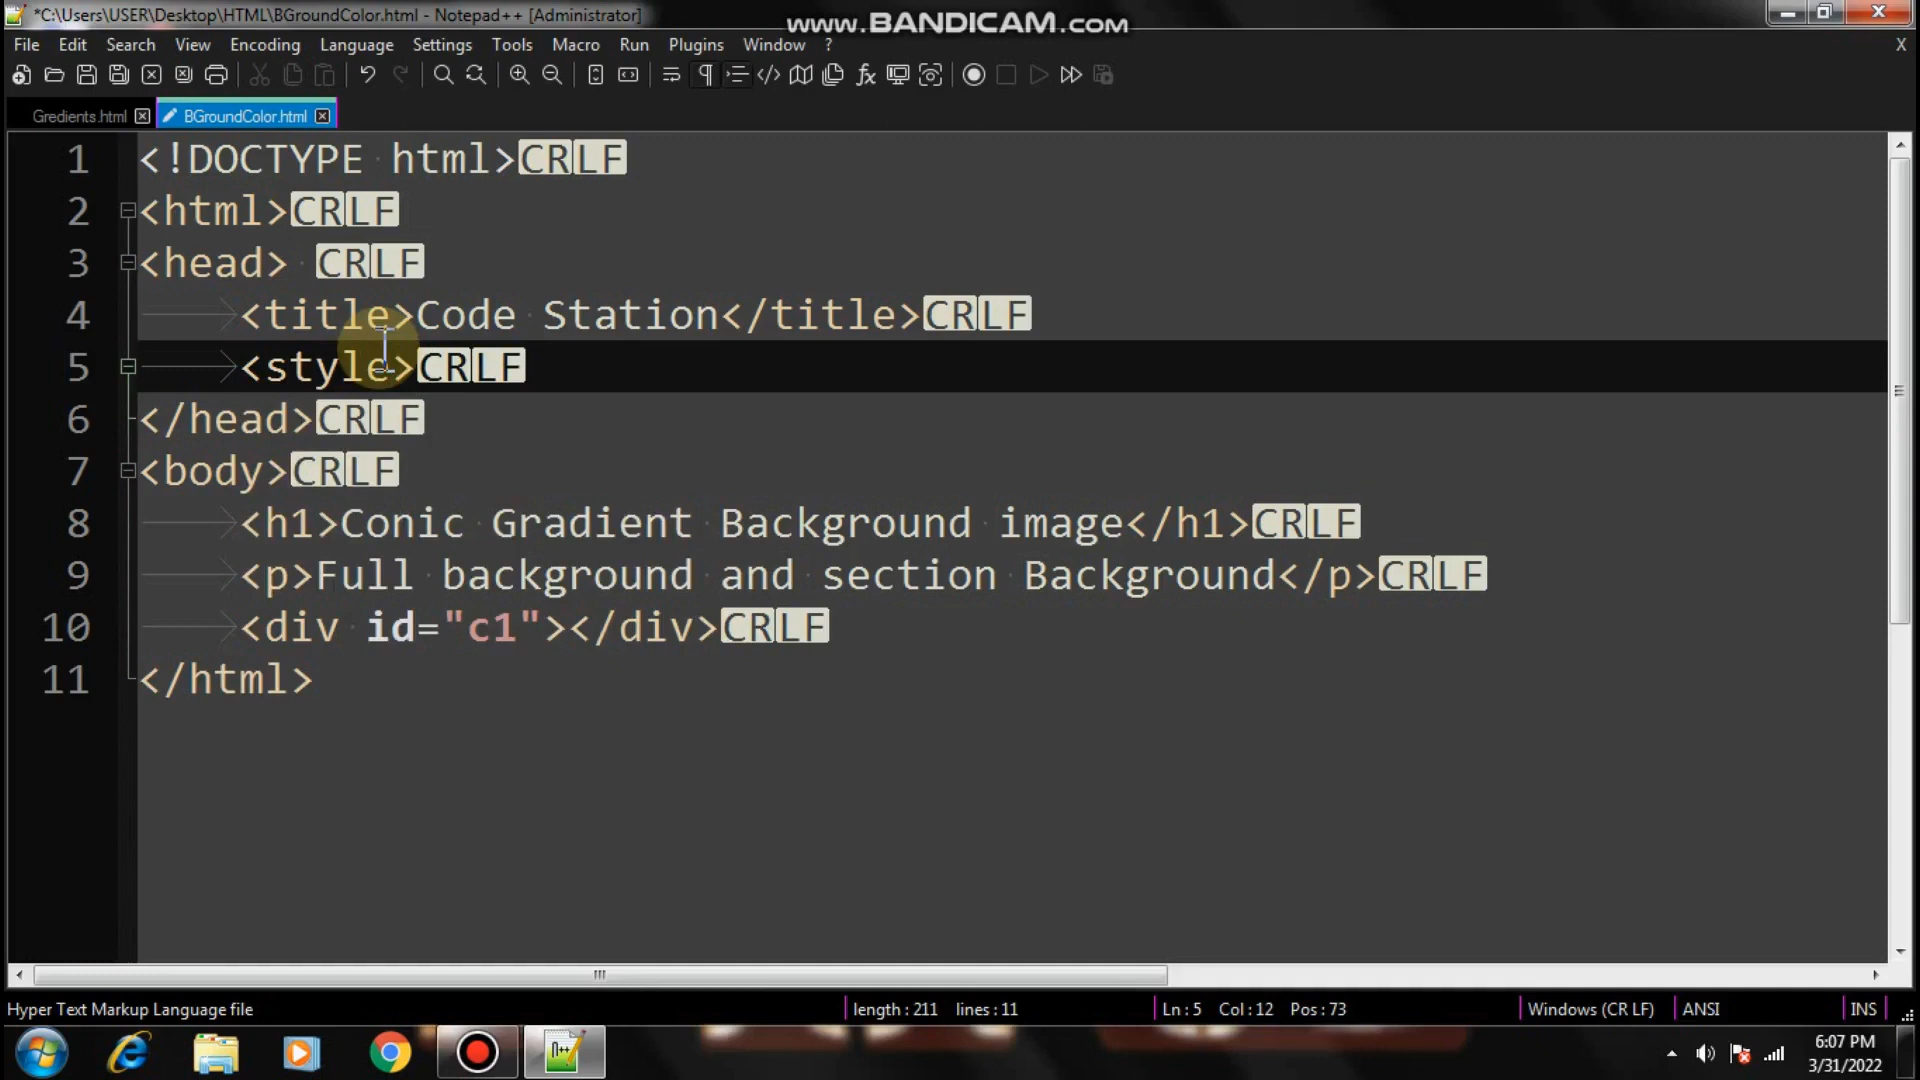 *C:\Users\USER\Desktop\HTML\BGroundColor.html - Notepad++ [Administrator]
www.BANDICAM.com
File Edit Search View Encoding Language Settings Tools Macro Run Plugins Window ? X
Gredients.html BGroundColor.html
1 <!DOCTYPE html>CRLF
2 <html>CRLF
3 <head> CRLF
4 <title>Code Station</title>CRLF
5 <style>CRLF
6 </head>CRLF
7 <body>CRLF
8 <h1>Conic Gradient Background image</h1>CRLF
9 <p>Full background and section Background</p>CRLF
10 <div id="c1"></div>CRLF
11 </html>
Hyper Text Markup Language file length : 211 lines : 11 Ln : 5 Col : 12 Pos : 73 Windows (CR LF) ANSI INS
6:07 PM
3/31/2022